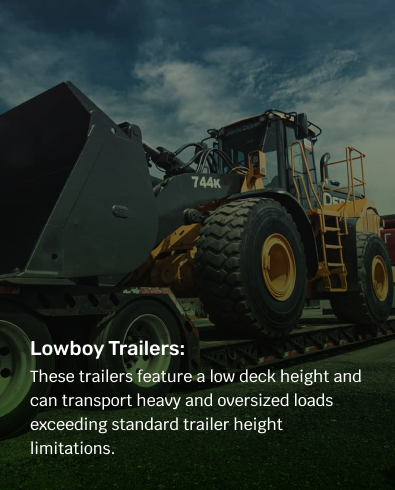 744K
DEERE
Lowboy Trailers:
These trailers feature a low deck height and
can transport heavy and oversized loads
exceeding standard trailer height
limitations.